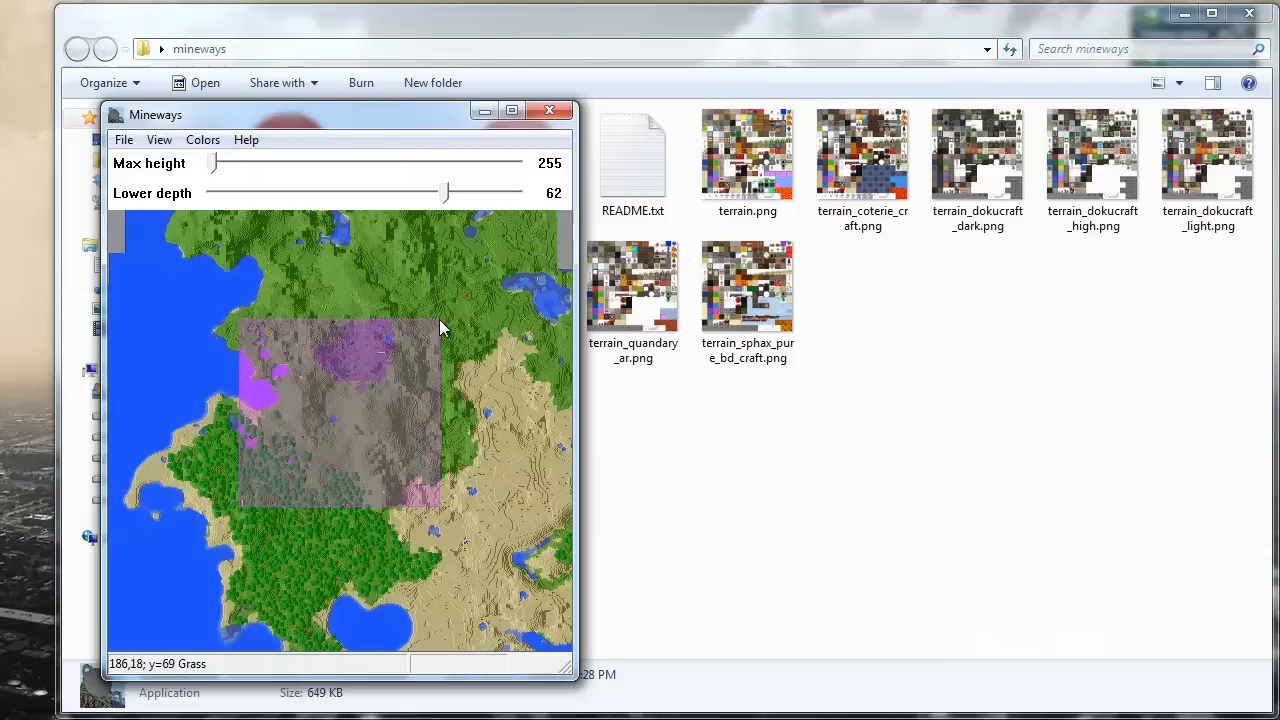 mineways
Search mineways
Organize
Open
Share with
Burn
New folder
Mineways
File
View
Colors
Help
Max height
255
Lower depth
62
README.txt
terrain.png
terrain_coterie_cr
aft.png
terrain_dokucraft
_dark.png
terrain_dokucraft
_high.png
terrain_dokucraft
_light.png
terrain_quandary
_ar.png
terrain_sphax_pur
e_bd_craft.png
186,18; y=69 Grass
:28 PM
Application
Size: 649 KB